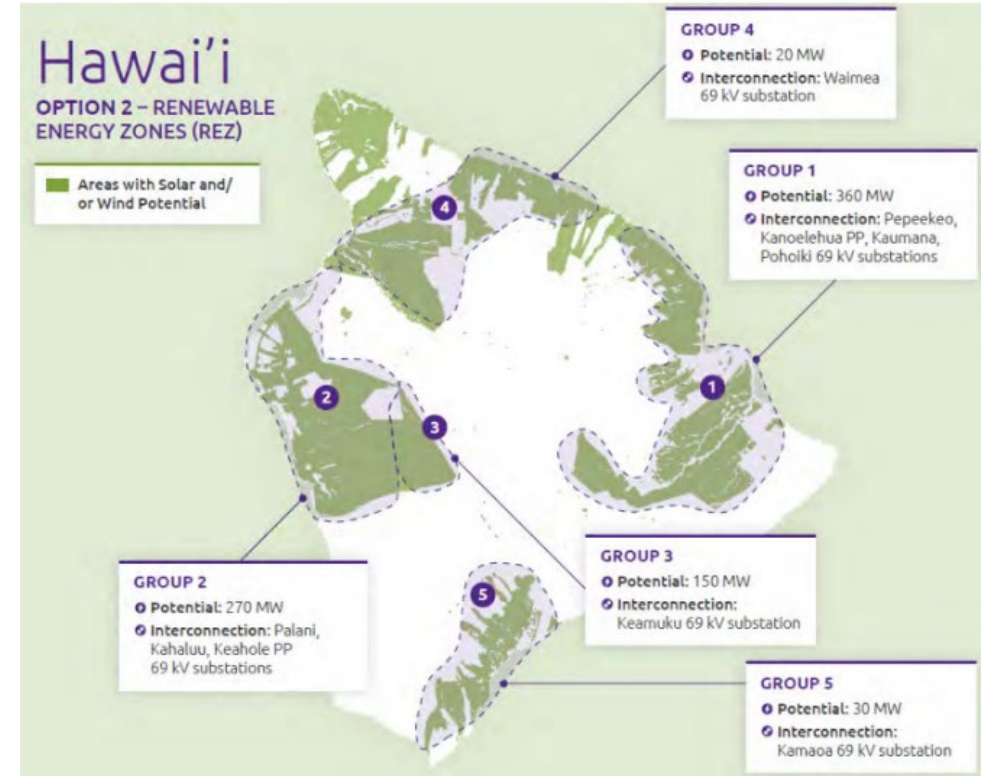 Hawai'i
OPTION 2 – RENEWABLE
ENERGY ZONES (REZ)
Areas with Solar and/
or Wind Potential
GROUP 4
Potential: 20 MW
Interconnection: Waimea
69 kV substation
GROUP 1
Potential: 360 MW
Interconnection: Pepeekeo,
Kanoelehua PP, Kaumana,
Pohoiki 69 kV substations
4
1
2
3
5
GROUP 2
Potential: 270 MW
Interconnection: Palani,
Kahaluu, Keahole PP
69 kV substations
GROUP 3
Potential: 150 MW
Interconnection:
Keamuku 69 kV substation
GROUP 5
Potential: 30 MW
Interconnection:
Kamaoa 69 kV substation